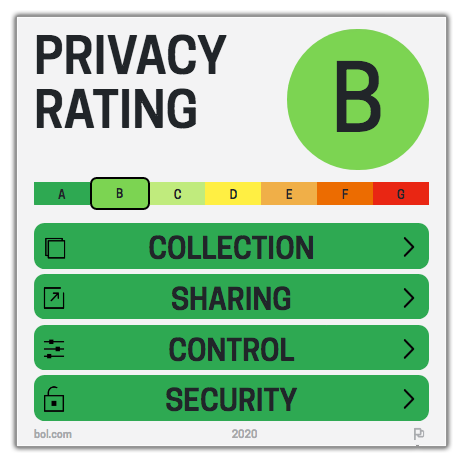 PRIVACY
RATING
B
A B C D E F G
COLLECTION
SHARING
CONTROL
SECURITY
bol.com 2020